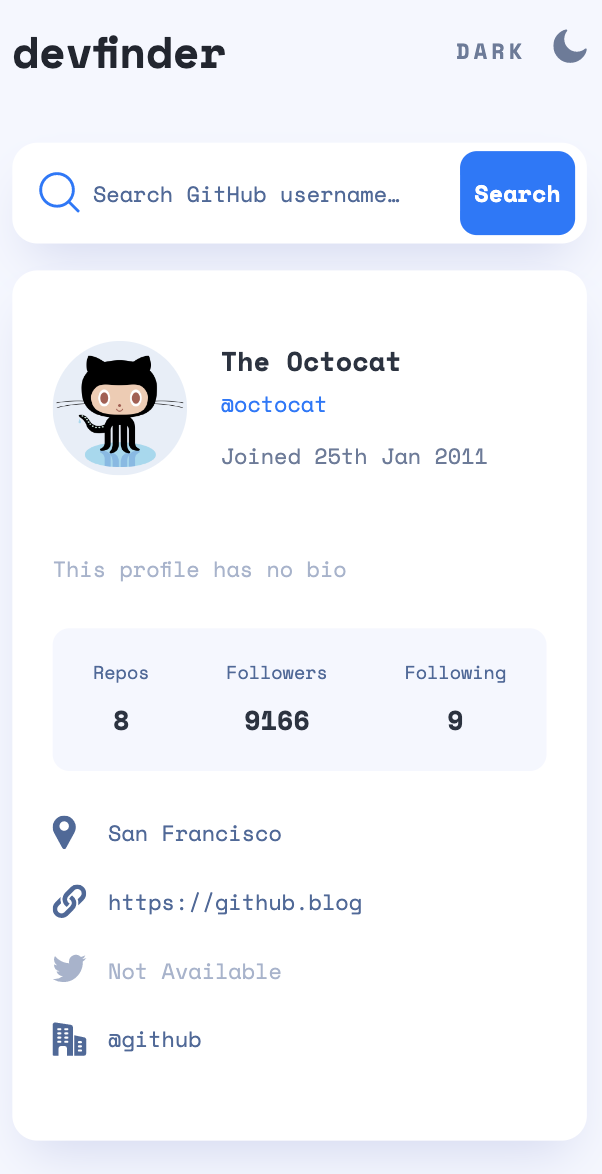 devfinder
DARK
Search GitHub username…
Search
The Octocat
@octocat
Joined 25th Jan 2011
This profile has no bio
Repos Followers Following
8 9166 9
San Francisco
https://github.blog
Not Available
@github